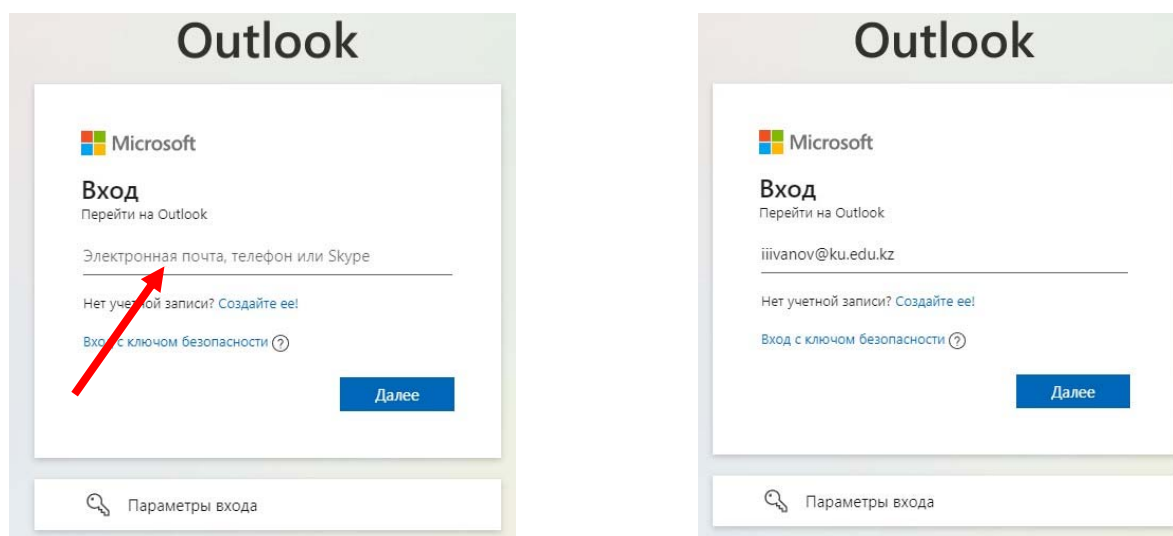 Outlook
Microsoft
Вход
Перейти на Outlook
Электронная почта, телефон или Skype
Нет учетной записи? Создайте ее!
Вход с ключом безопасности
Далее
Параметры входа
Outlook
Microsoft
Вход
Перейти на Outlook
iiivanov@ku.edu.kz
Нет учетной записи? Создайте ее!
Вход с ключом безопасности
Далее
Параметры входа